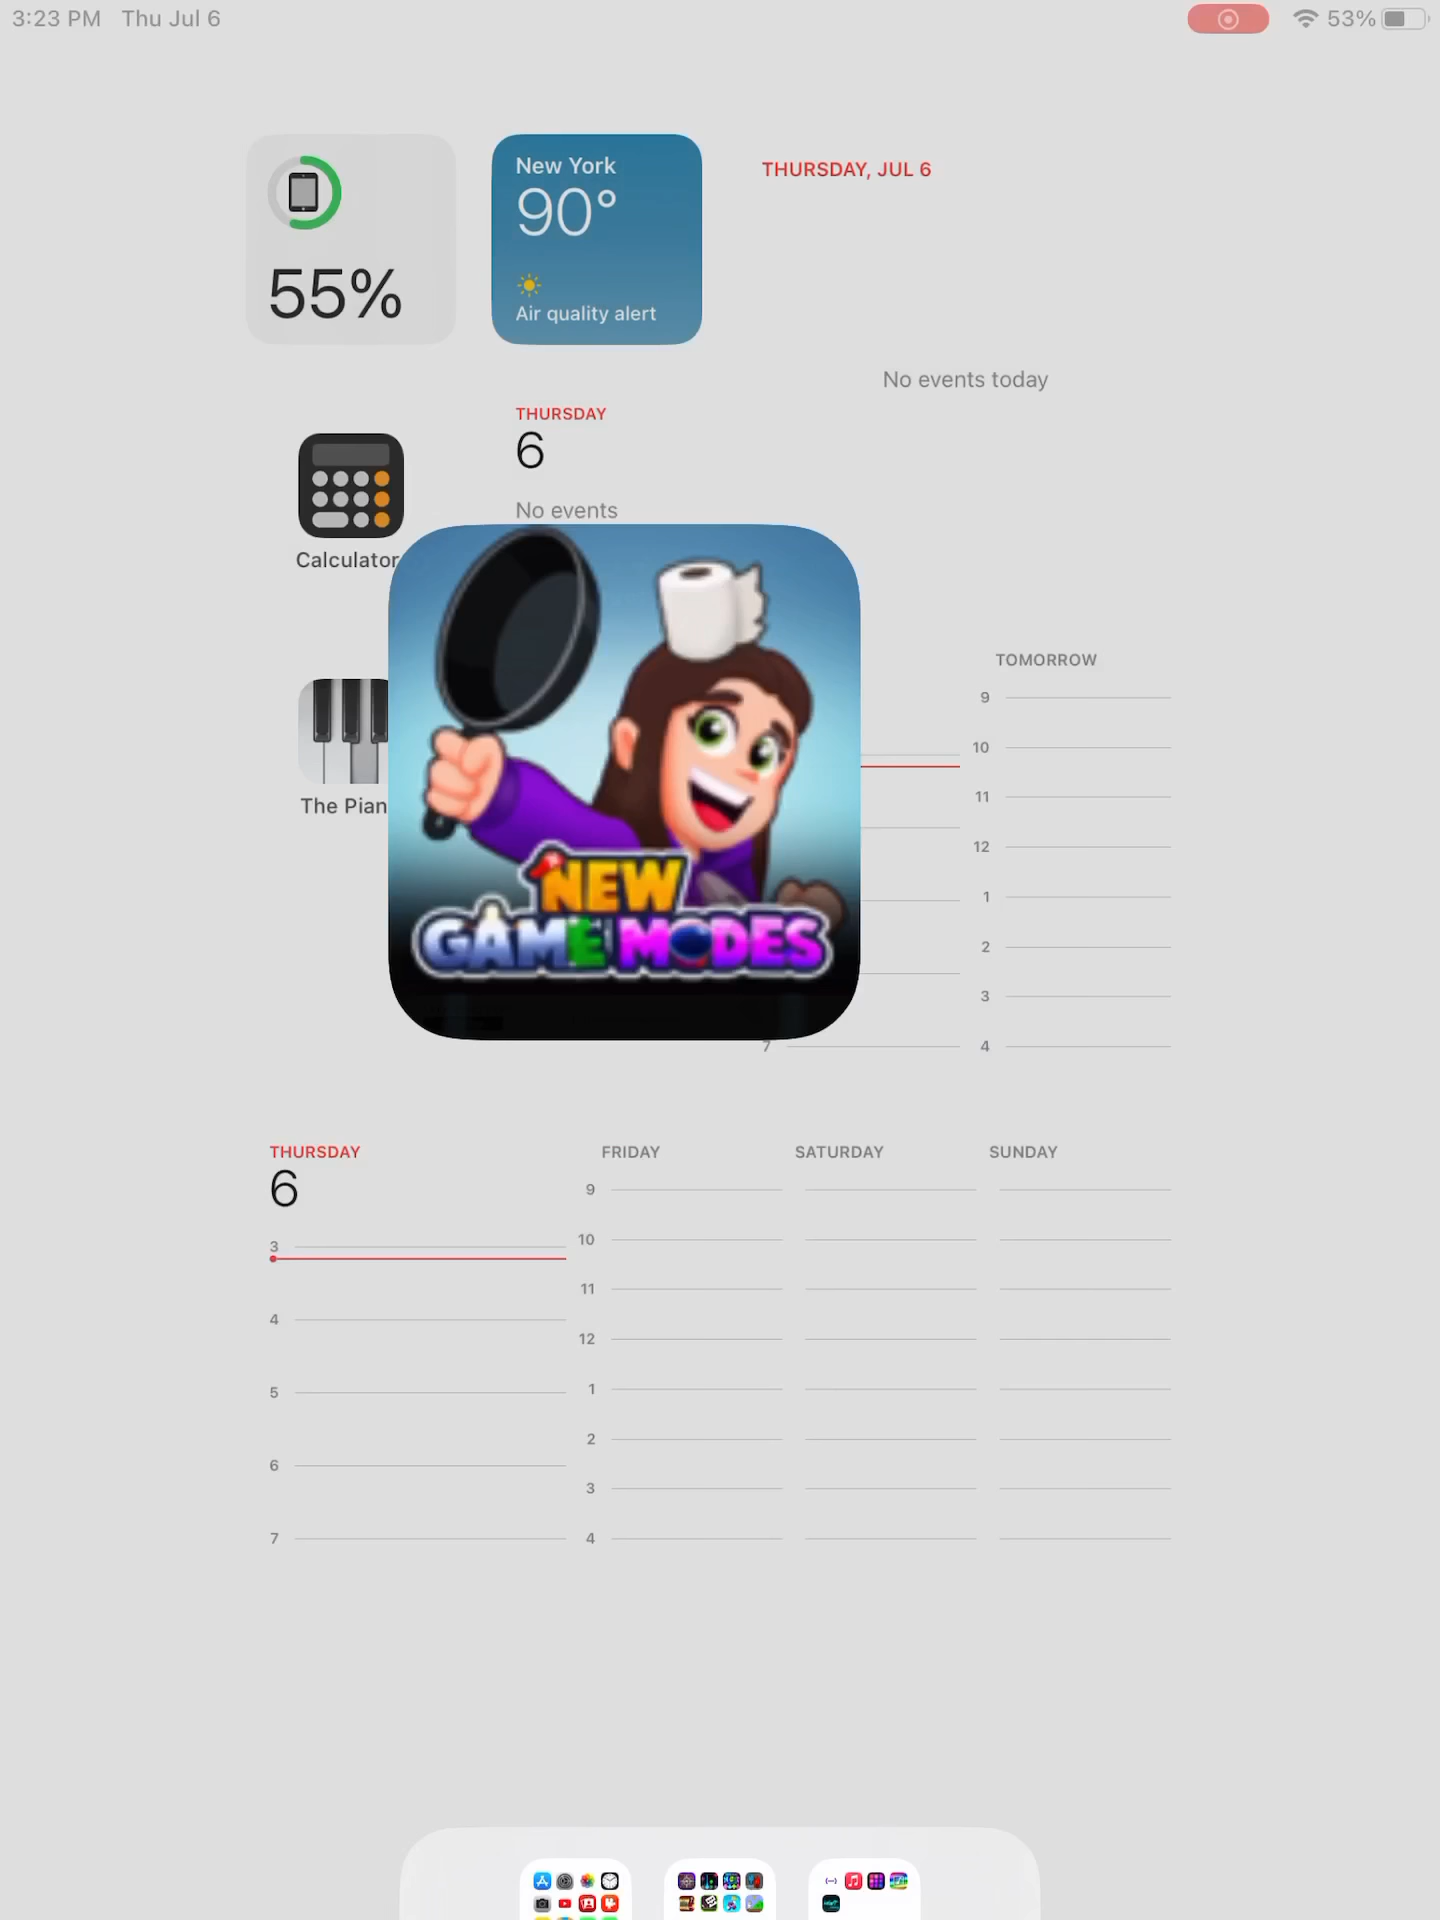 3:23 PM Thu Jul 6
53%
55%
New York
90°
Air quality alert
THURSDAY, JUL 6
No events today
THURSDAY
6
No events
Calculator
The Pian
NEW
GAME MODES
TOMORROW
9
10
11
12
1
2
3
4
7
THURSDAY
6
3
4
5
6
7
FRIDAY
SATURDAY
SUNDAY
9
10
11
12
1
2
3
4